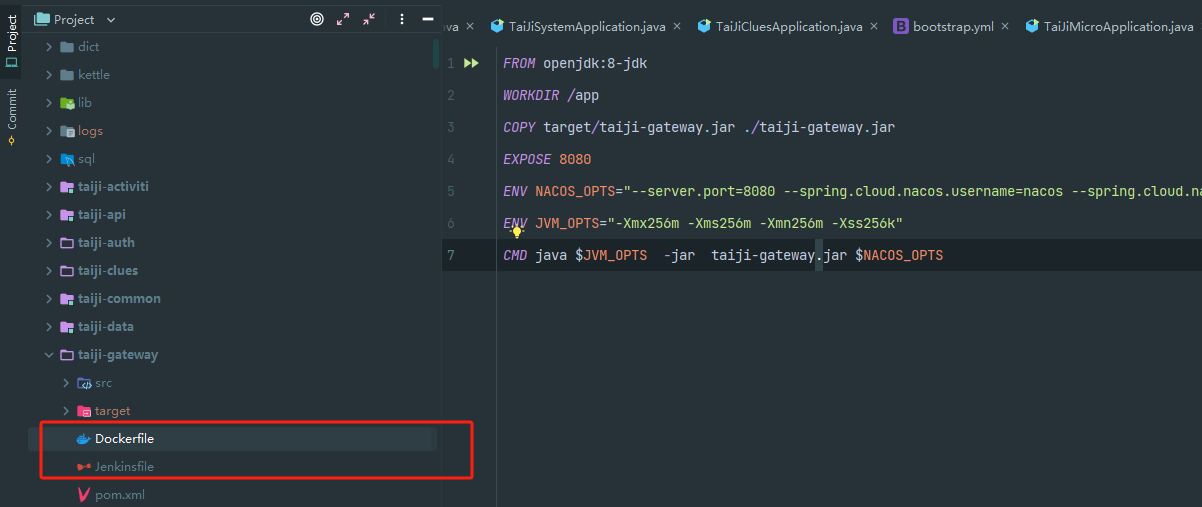 Project
Commit
Project
dict
kettle
lib
logs
sql
taiji-activiti
taiji-api
taiji-auth
taiji-clues
taiji-common
taiji-data
taiji-gateway
src
target
Dockerfile
Jenkinsfile
pom.xml
va × TaiJiSystemApplication.java × TaiJiCluesApplication.java × bootstrap.yml × TaiJiMicroApplication.java
1 FROM openjdk:8-jdk
2 WORKDIR /app
3 COPY target/taiji-gateway.jar ./taiji-gateway.jar
4 EXPOSE 8080
5 ENV NACOS_OPTS="--server.port=8080 --spring.cloud.nacos.username=nacos --spring.cloud.na
6 ENV JVM_OPTS="-Xmx256m -Xms256m -Xmn256m -Xss256k"
7 CMD java $JVM_OPTS  -jar  taiji-gateway.jar $NACOS_OPTS